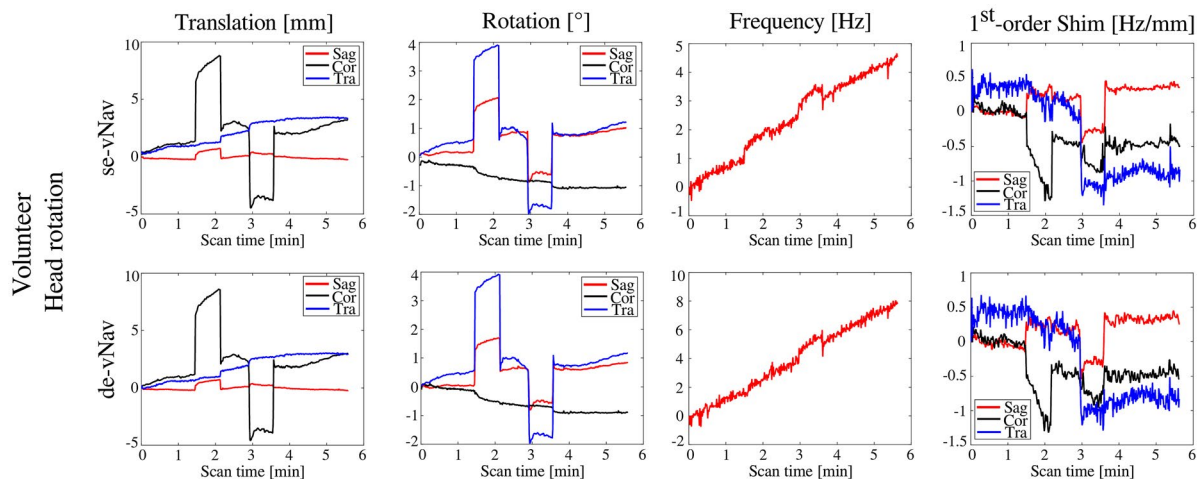 Translation [mm]
Rotation [°]
Frequency [Hz]
1st-order Shim [Hz/mm]
Volunteer
Head rotation
se-vNav
10
5
0
-5
0 1 2 3 4 5 6
Scan time [min]
Sag
Cor
Tra
4
3
2
1
0
-1
-2
0 1 2 3 4 5 6
Scan time [min]
Sag
Cor
Tra
5
4
3
2
1
0
-1
0 1 2 3 4 5 6
Scan time [min]
1
0.5
0
-0.5
-1
-1.5
0 1 2 3 4 5 6
Scan time [min]
Sag
Cor
Tra
de-vNav
10
5
0
-5
0 1 2 3 4 5 6
Scan time [min]
Sag
Cor
Tra
4
3
2
1
0
-1
-2
0 1 2 3 4 5 6
Scan time [min]
Sag
Cor
Tra
10
8
6
4
2
0
-2
0 1 2 3 4 5 6
Scan time [min]
1
0.5
0
-0.5
-1
-1.5
0 1 2 3 4 5 6
Scan time [min]
Sag
Cor
Tra